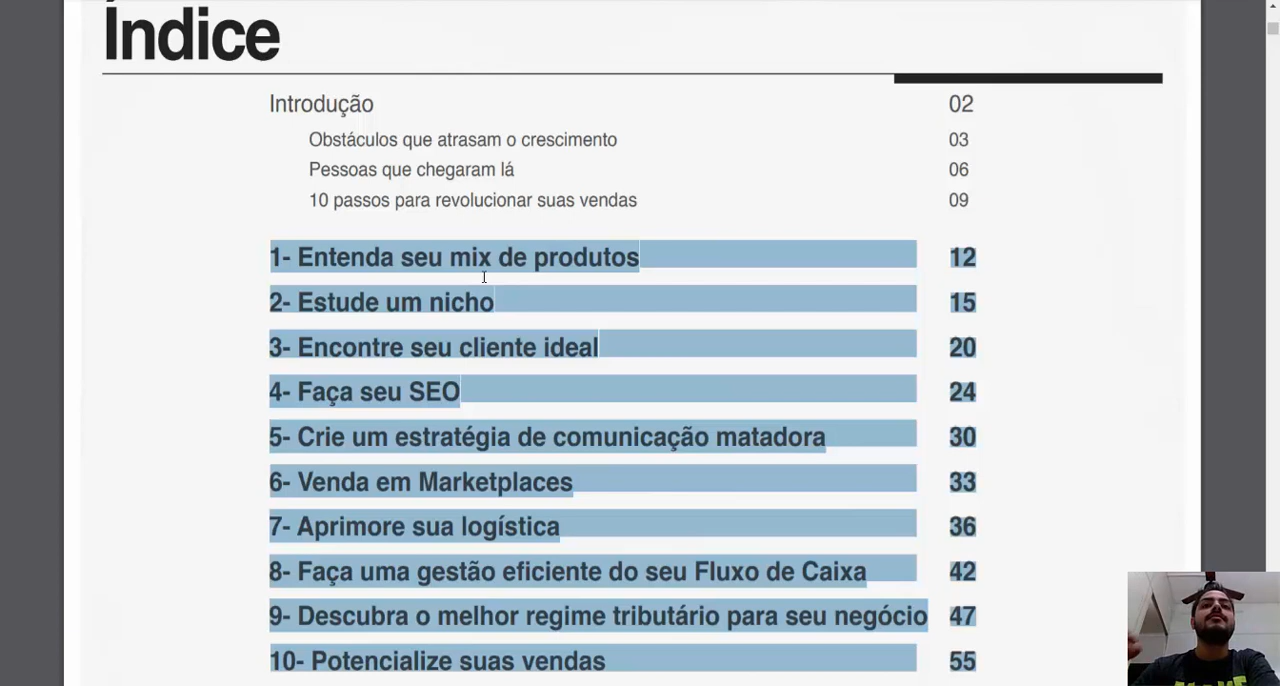 Índice
Introdução 02
Obstáculos que atrasam o crescimento 03
Pessoas que chegaram lá 06
10 passos para revolucionar suas vendas 09
1- Entenda seu mix de produtos 12
2- Estude um nicho 15
3- Encontre seu cliente ideal 20
4- Faça seu SEO 24
5- Crie um estratégia de comunicação matadora 30
6- Venda em Marketplaces 33
7- Aprimore sua logística 36
8- Faça uma gestão eficiente do seu Fluxo de Caixa 42
9- Descubra o melhor regime tributário para seu negócio 47
10- Potencialize suas vendas 55